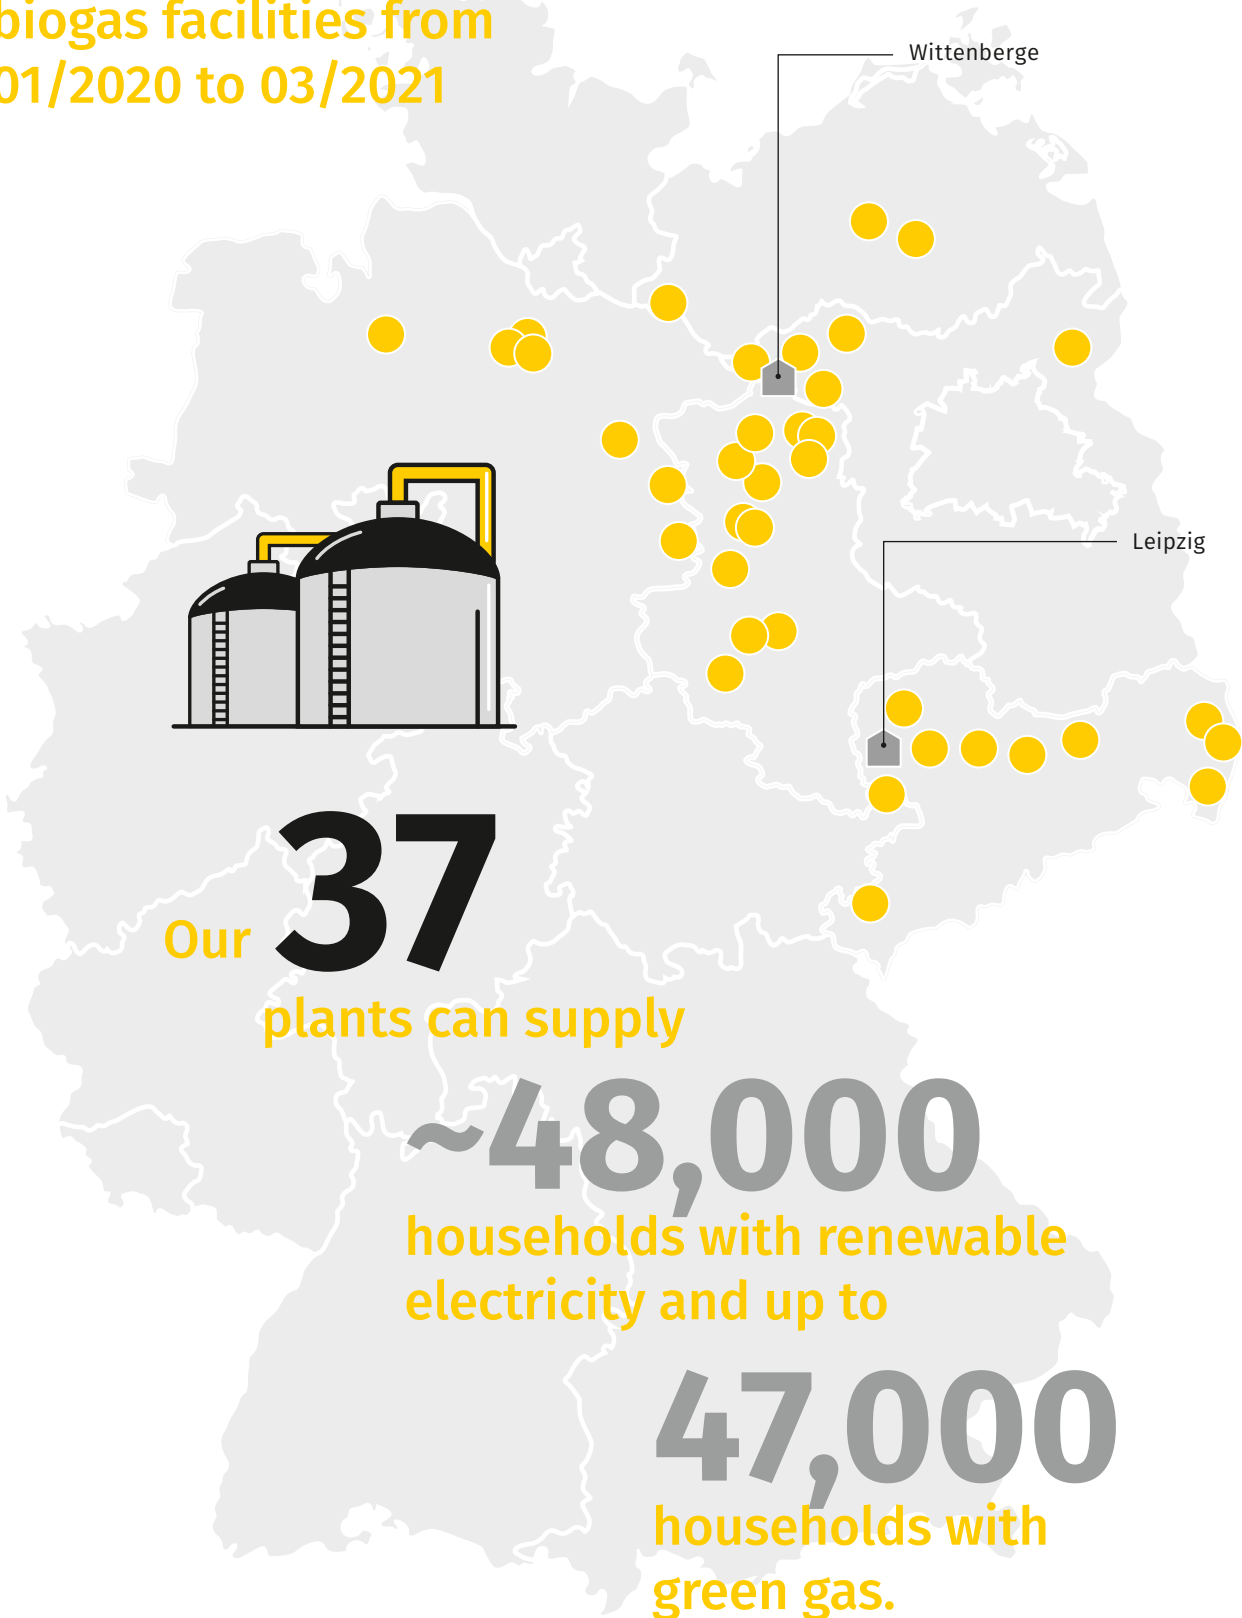 biogas facilities from
01/2020 to 03/2021
Wittenberge
Leipzig
Our 37
plants can supply
~48,000
households with renewable
electricity and up to
47,000
households with
green gas.